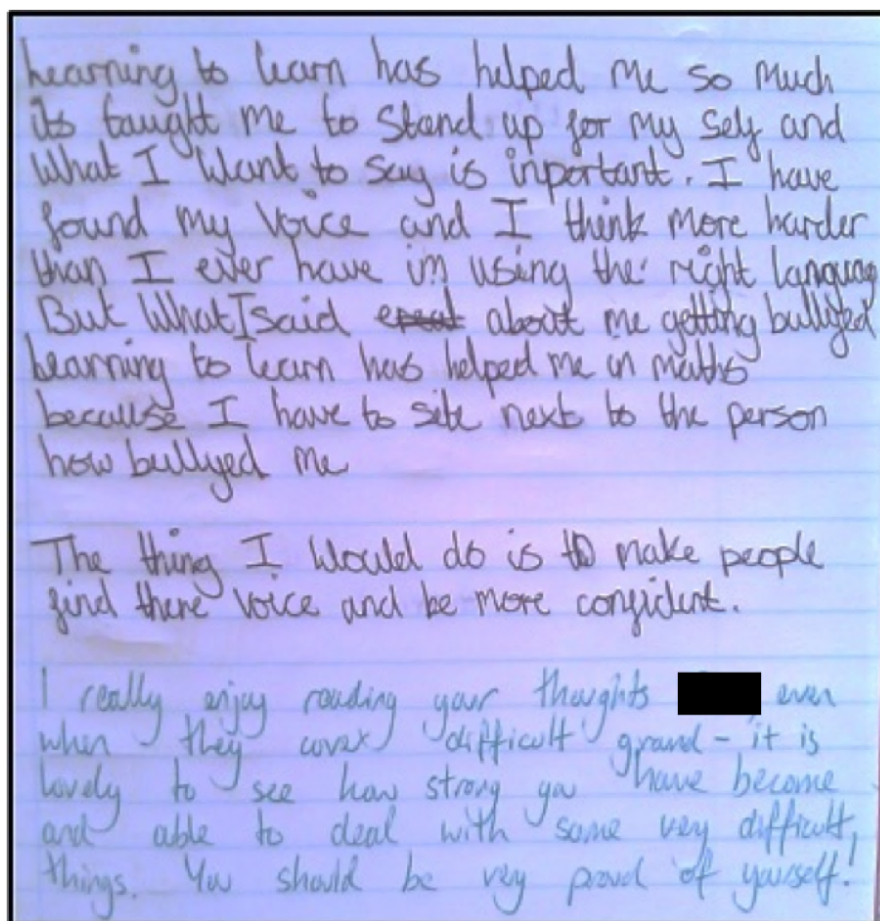 Learning to learn has helped me so much
its taught me to stand up for my self and
what I want to say is inportant. I have
found my voice and I think more harder
than I ever have im using the right languag
But what I said about me getting bullyed
Learning to learn has helped me in maths
because I have to site next to the person
how bullyed me
The thing I would do is to make people
find there voice and be more confident.
I really enjoy reading your thoughts even
when they cover difficult ground - it is
lovely to see how strong you have become
and able to deal with some very difficult
things. You should be very proud of yourself!